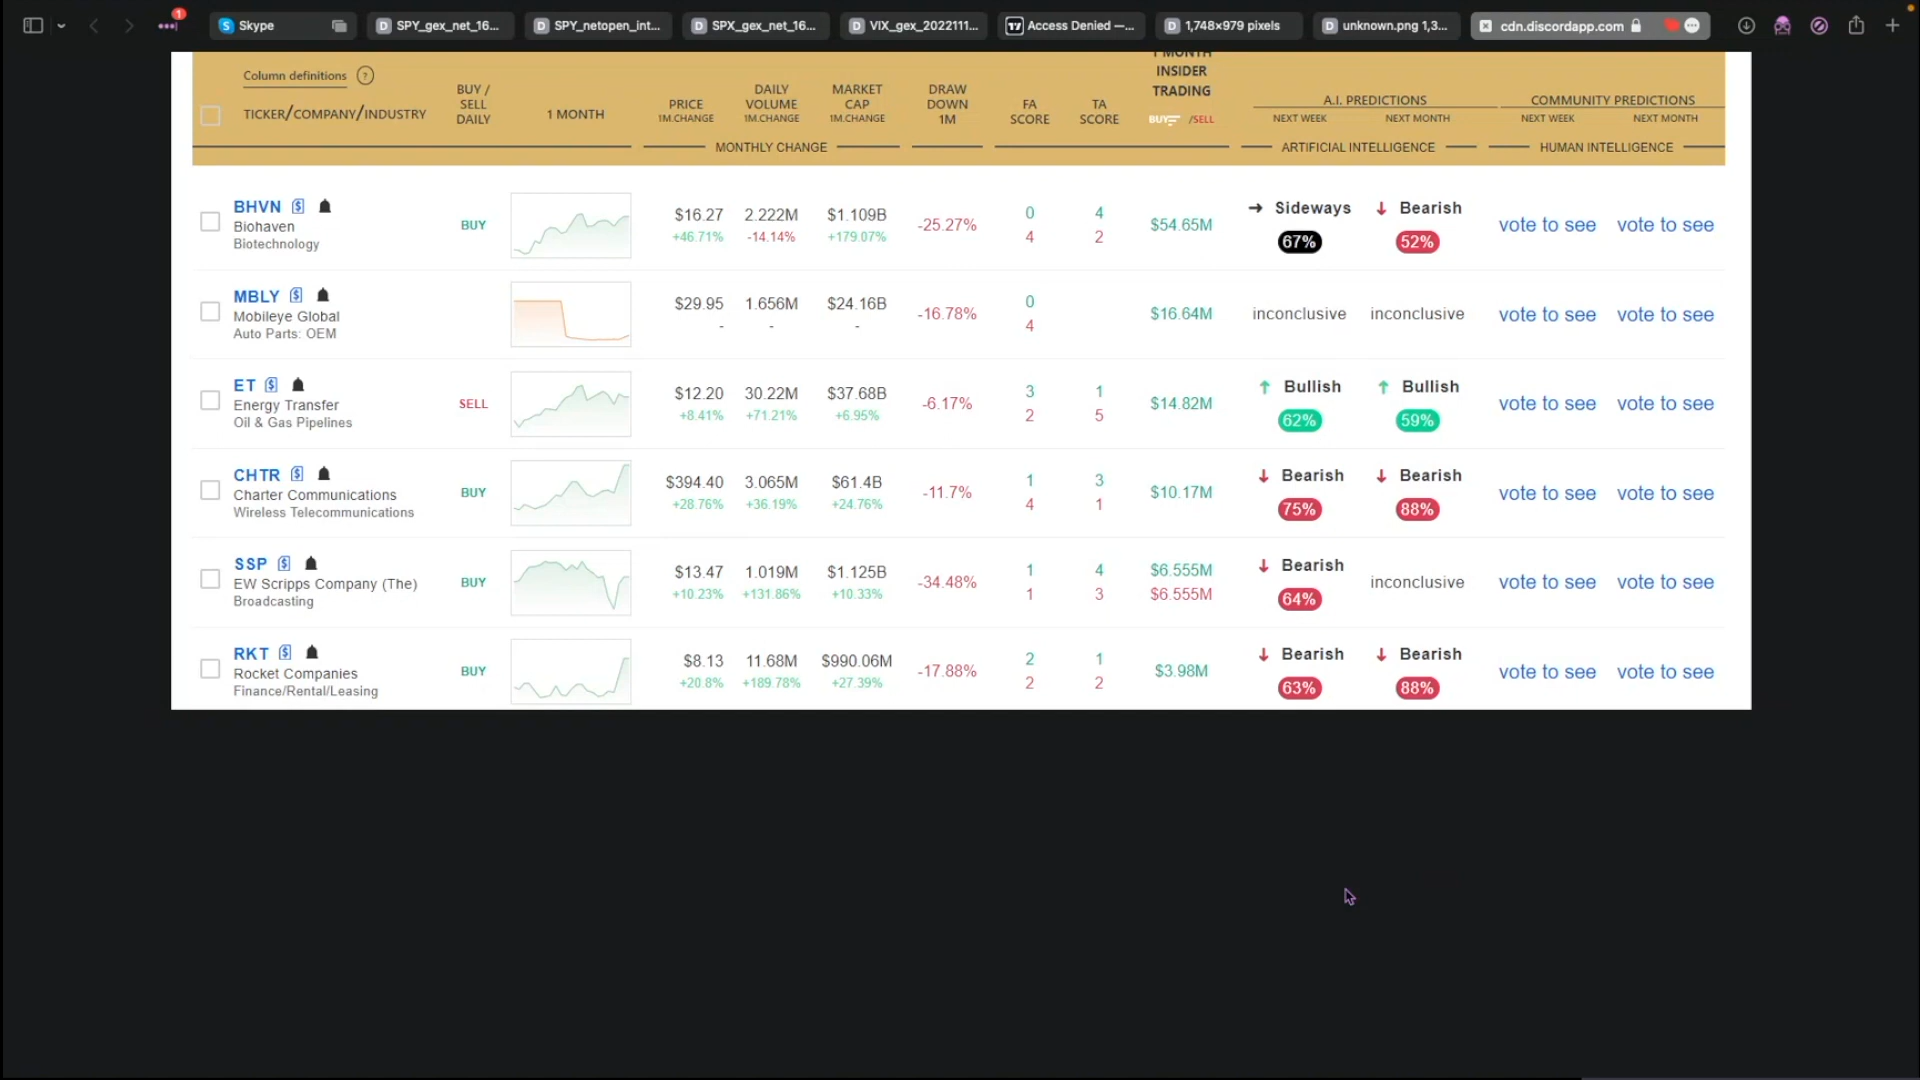 1
Skype
SPY_gex_net_16...
SPY_netopen_int...
SPX_gex_net_16...
VIX_gex_2022111...
Access Denied —...
1,748×979 pixels
unknown.png 1,3...
cdn.discordapp.com
Column definitions ?
TICKER/COMPANY/INDUSTRY
BUY /
SELL
DAILY
1 MONTH
PRICE
1M.CHANGE
DAILY
VOLUME
1M.CHANGE
MARKET
CAP
1M.CHANGE
MONTHLY CHANGE
DRAW
DOWN
1M
FA
SCORE
TA
SCORE
1 MONTH
INSIDER
TRADING
BUY /SELL
A.I. PREDICTIONS
NEXT WEEK NEXT MONTH
ARTIFICIAL INTELLIGENCE
COMMUNITY PREDICTIONS
NEXT WEEK NEXT MONTH
HUMAN INTELLIGENCE
BHVN
Biohaven
Biotechnology
BUY
$16.27 2.222M $1.109B
+46.71% -14.14% +179.07%
-25.27%
0 4
4 2
$54.65M
Sideways Bearish
67% 52%
vote to see vote to see
MBLY
Mobileye Global
Auto Parts: OEM
$29.95 1.656M $24.16B
- - -
-16.78%
0
4
$16.64M
inconclusive inconclusive
vote to see vote to see
ET
Energy Transfer
Oil & Gas Pipelines
SELL
$12.20 30.22M $37.68B
+8.41% +71.21% +6.95%
-6.17%
3 1
2 5
$14.82M
Bullish Bullish
62% 59%
vote to see vote to see
CHTR
Charter Communications
Wireless Telecommunications
BUY
$394.40 3.065M $61.4B
+28.76% +36.19% +24.76%
-11.7%
1 3
4 1
$10.17M
Bearish Bearish
75% 88%
vote to see vote to see
SSP
EW Scripps Company (The)
Broadcasting
BUY
$13.47 1.019M $1.125B
+10.23% +131.86% +10.33%
-34.48%
1 4
1 3
$6.555M
$6.555M
Bearish
64%
inconclusive
vote to see vote to see
RKT
Rocket Companies
Finance/Rental/Leasing
BUY
$8.13 11.68M $990.06M
+20.8% +189.78% +27.39%
-17.88%
2 1
2 2
$3.98M
Bearish Bearish
63% 88%
vote to see vote to see